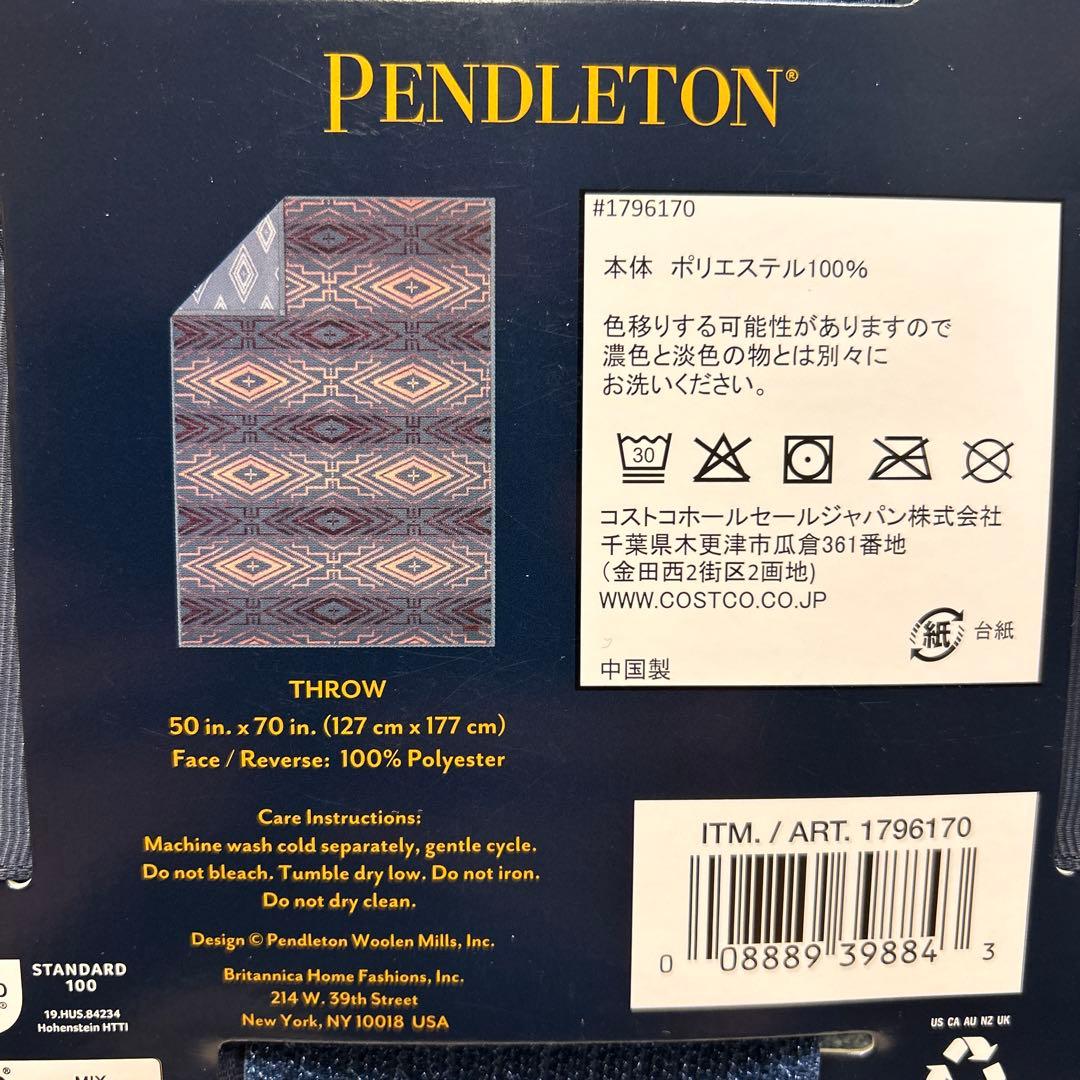 PENDLETON®
#1796170
本体 ポリエステル100%
色移りする可能性がありますので
濃色と淡色の物とは別々に
お洗いください。
30
コストコホールセールジャパン株式会社
千葉県木更津市瓜倉361番地
(金田西2街区2画地)
WWW.COSTCO.CO.JP
紙 台紙
中国製
THROW
50 in. x 70 in. (127 cm x 177 cm)
Face / Reverse: 100% Polyester
Care Instructions:
Machine wash cold separately, gentle cycle.
Do not bleach. Tumble dry low. Do not iron.
Do not dry clean.
Design © Pendleton Woolen Mills, Inc.
Britannica Home Fashions, Inc.
214 W. 39th Street
New York, NY 10018 USA
ITM. / ART. 1796170
0 08889 39884 3
STANDARD
100
19.HUS.84234
Hohenstein HTTI
US CA AU NZ UK